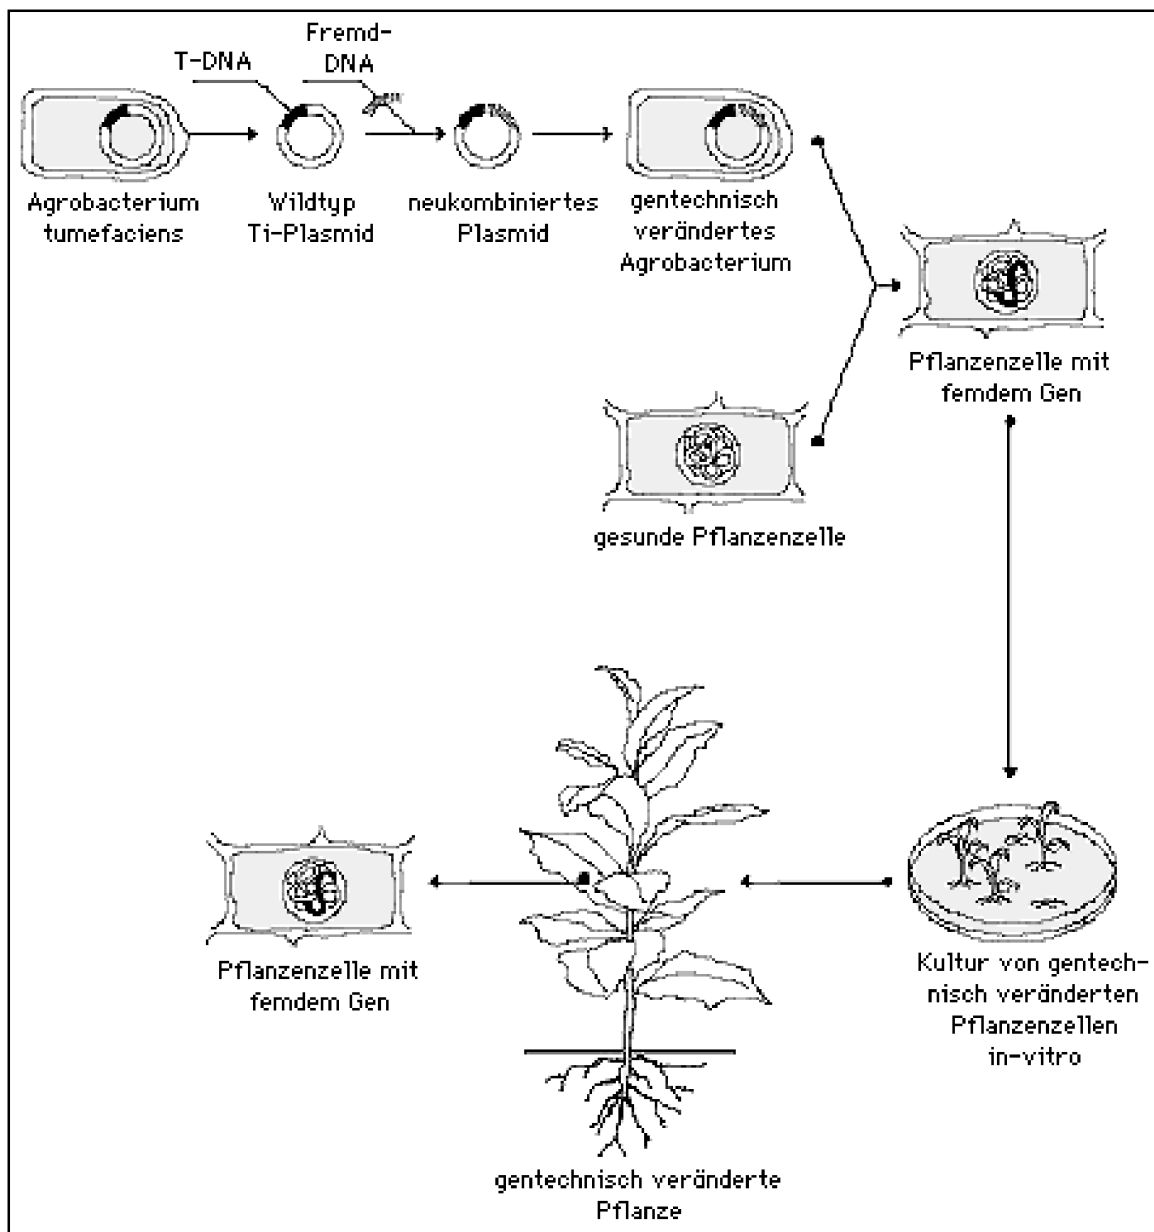 Fremd-
DNA
T-DNA
Agrobacterium
tumefaciens
Wildtyp
Ti-Plasmid
neukombiniertes
Plasmid
gentechnisch
verändertes
Agrobacterium
Pflanzenzelle mit
femdem Gen
gesunde Pflanzenzelle
Pflanzenzelle mit
femdem Gen
Kultur von gentech-
nisch veränderten
Pflanzenzellen
in-vitro
gentechnisch veränderte
Pflanze